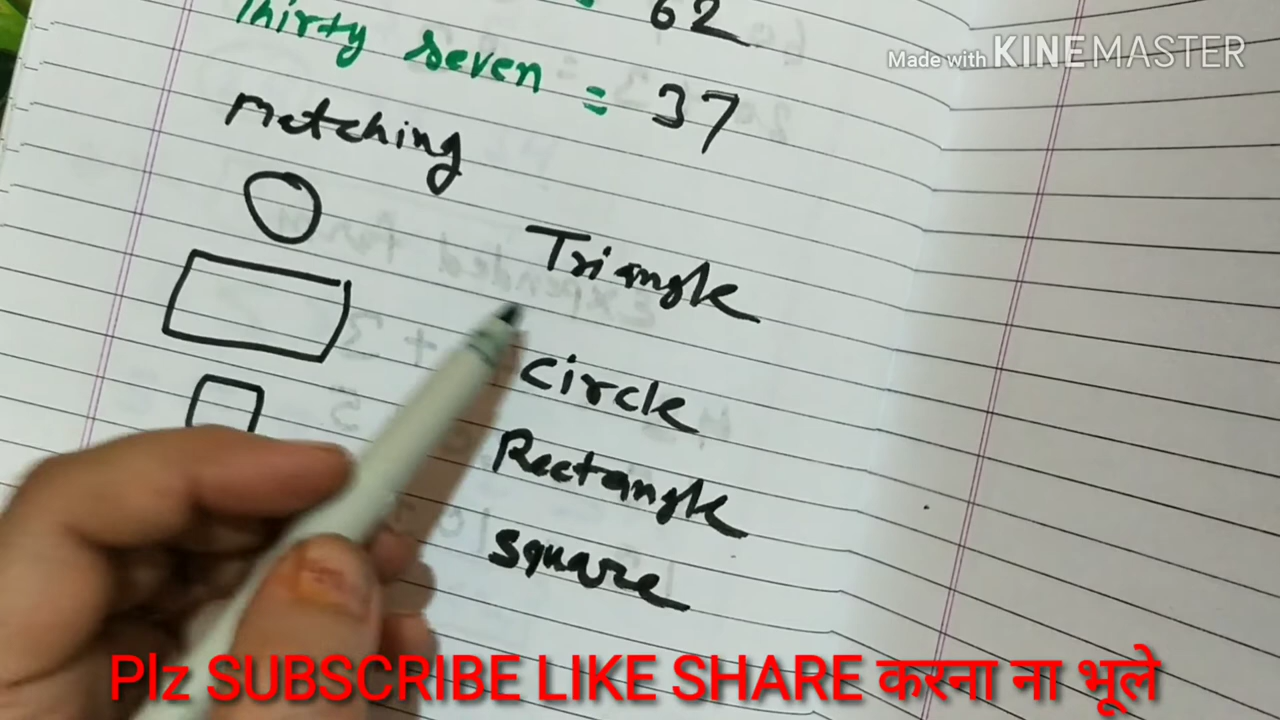 62
Thirty seven = 37
Made with KINEMASTER
Matching
Triangle
circle
Rectangle
square
Plz SUBSCRIBE LIKE SHARE करना ना भूले